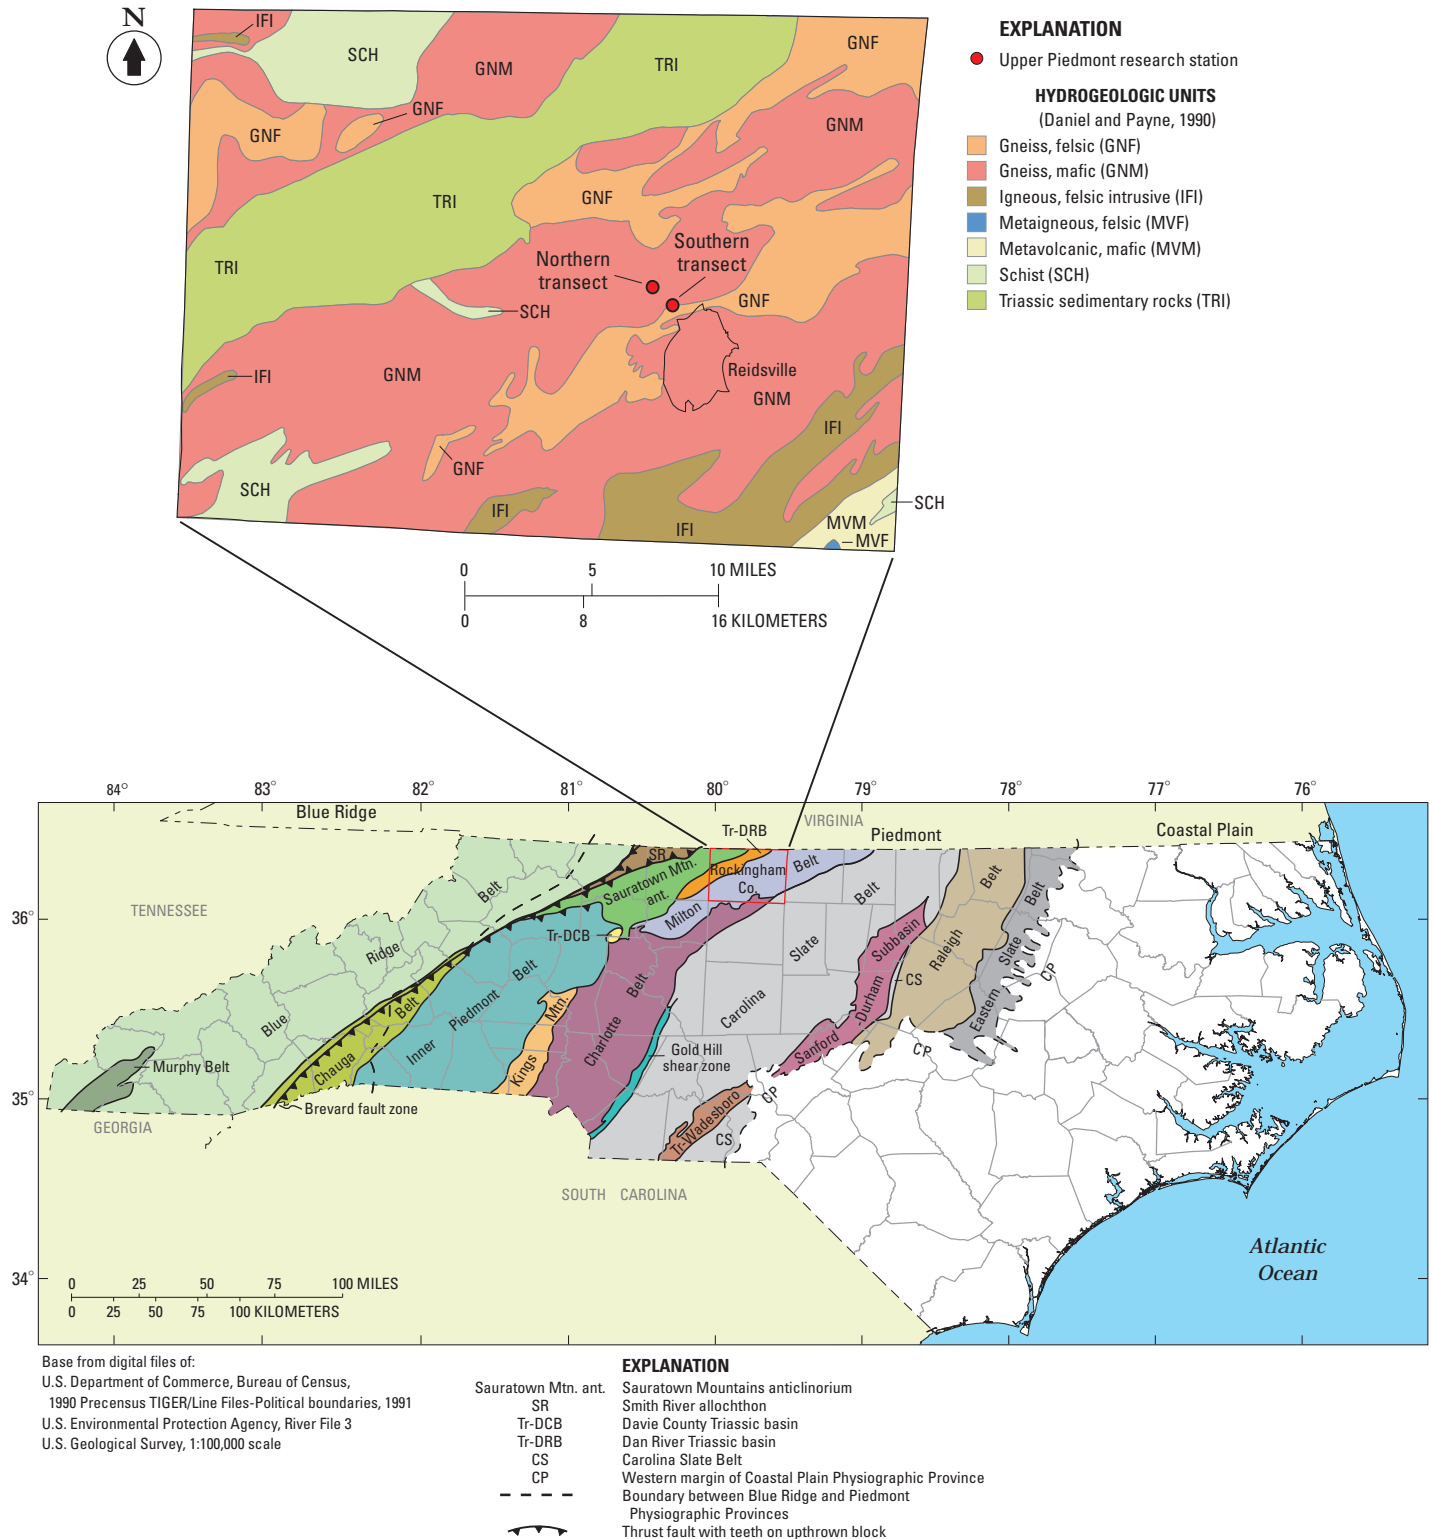 N
IFI
SCH
GNM
TRI
GNF
GNF
GNF
GNM
TRI
GNF
TRI
Northern
transect
Southern
transect
GNF
SCH
IFI
GNM
Reidsville
GNM
IFI
GNF
SCH
IFI
IFI
SCH
MVM
MVF
0 5 10 MILES
0 8 16 KILOMETERS
EXPLANATION
Upper Piedmont research station
HYDROGEOLOGIC UNITS
(Daniel and Payne, 1990)
Gneiss, felsic (GNF)
Gneiss, mafic (GNM)
Igneous, felsic intrusive (IFI)
Metaigneous, felsic (MVF)
Metavolcanic, mafic (MVM)
Schist (SCH)
Triassic sedimentary rocks (TRI)
84° 83° 82° 81° 80° 79° 78° 77° 76°
Blue Ridge
Tr-DRB
VIRGINIA
Piedmont
Coastal Plain
SR
Sauratown Mtn.
ant.
Rockingham
Co.
Milton
Belt
Belt
Belt
Belt
TENNESSEE
36°
Blue
Ridge
Belt
Tr-DCB
Inner
Piedmont
Belt
Chauga
Belt
Kings
Mtn.
Charlotte
Belt
Carolina
Slate
Sanford
-Durham
Subbasin
CS
Raleigh
Eastern
Slate
CP
CP
CP
Gold Hill
shear zone
Murphy Belt
Brevard fault zone
35°
GEORGIA
Tr-Wadesboro
CS
SOUTH CAROLINA
Atlantic
Ocean
34°
0 25 50 75 100 MILES
0 25 50 75 100 KILOMETERS
Base from digital files of:
U.S. Department of Commerce, Bureau of Census,
1990 Precensus TIGER/Line Files-Political boundaries, 1991
U.S. Environmental Protection Agency, River File 3
U.S. Geological Survey, 1:100,000 scale
EXPLANATION
Sauratown Mtn. ant. Sauratown Mountains anticlinorium
SR Smith River allochthon
Tr-DCB Davie County Triassic basin
Tr-DRB Dan River Triassic basin
CS Carolina Slate Belt
CP Western margin of Coastal Plain Physiographic Province
Boundary between Blue Ridge and Piedmont
Physiographic Provinces
Thrust fault with teeth on upthrown block